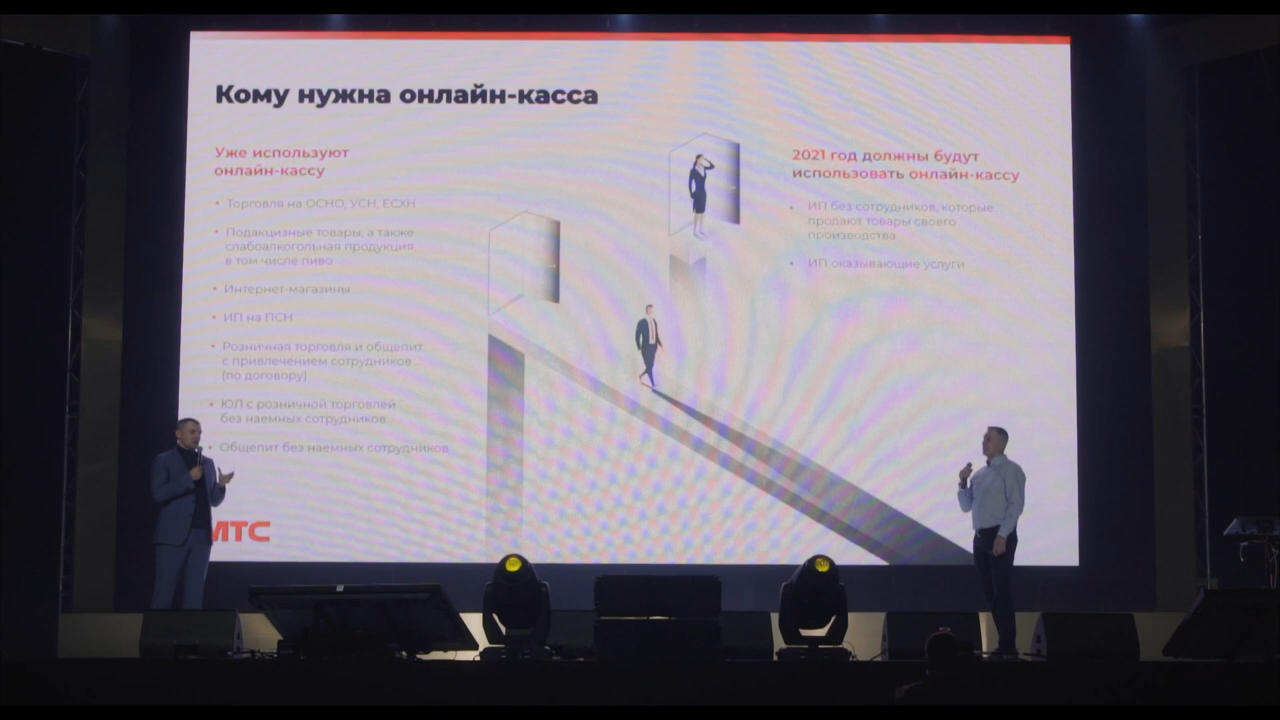 Кому нужна онлайн-касса
Уже используют
онлайн-кассу
• Торговля на ОСНО, УСН, ЕСХН
• Подакцизные товары, а также
слабоалкогольная продукция,
в том числе пиво
• Интернет-магазины
• ИП на ПСН
• Розничная торговля и общепит
с привлечением сотрудников
(по договору)
• ЮЛ с розничной торговлей
без наемных сотрудников
• Общепит без наемных сотрудников
2021 год должны будут
использовать онлайн-кассу
• ИП без сотрудников, которые
продают товары своего
производства
• ИП оказывающие услуги
МТС